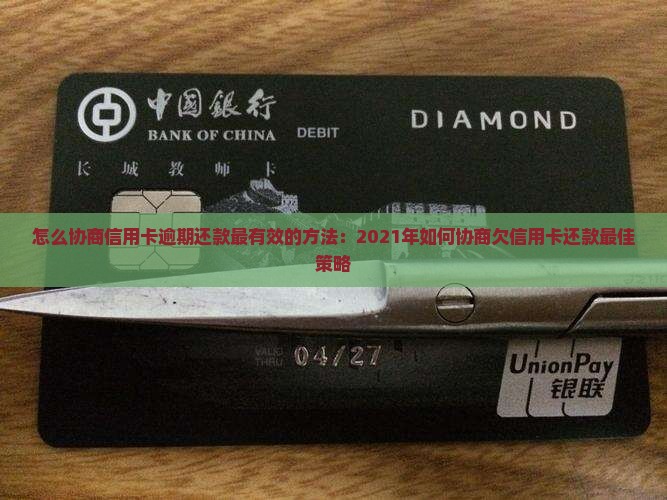 中国银行
BANK OF CHINA
DEBIT
DIAMOND
长城教师卡
怎么协商信用卡逾期还款最有效的方法：2021年如何协商欠信用卡还款最佳
策略
VALID
THRU
04/27
UnionPay
银联